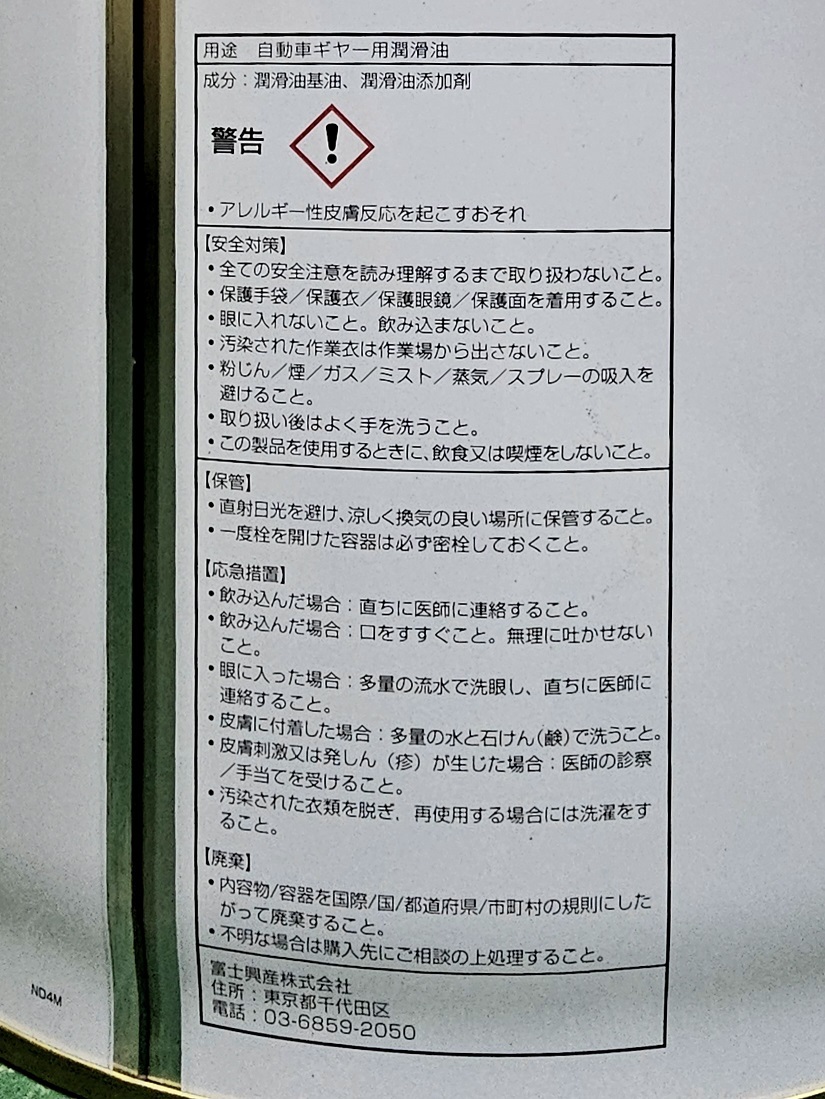 用途　自動車ギヤー用潤滑油
成分：潤滑油基油、潤滑油添加剤
警告
・アレルギー性皮膚反応を起こすおそれ
【安全対策】
・全ての安全注意を読み理解するまで取り扱わないこと。
・保護手袋／保護衣／保護眼鏡／保護面を着用すること。
・眼に入れないこと。飲み込まないこと。
・汚染された作業衣は作業場から出さないこと。
・粉じん／煙／ガス／ミスト／蒸気／スプレーの吸入を
避けること。
・取り扱い後はよく手を洗うこと。
・この製品を使用するときに、飲食又は喫煙をしないこと。
【保管】
・直射日光を避け、涼しく換気の良い場所に保管すること。
・一度栓を開けた容器は必ず密栓しておくこと。
【応急措置】
・飲み込んだ場合：直ちに医師に連絡すること。
・飲み込んだ場合：口をすすぐこと。無理に吐かせない
こと。
・眼に入った場合：多量の流水で洗眼し、直ちに医師に
連絡すること。
・皮膚に付着した場合：多量の水と石けん（鹸）で洗うこと。
・皮膚刺激又は発しん（疹）が生じた場合：医師の診察
／手当てを受けること。
・汚染された衣類を脱ぎ、再使用する場合には洗濯をす
ること。
【廃棄】
・内容物/容器を国際/国/都道府県/市町村の規則にした
がって廃棄すること。
・不明な場合は購入先にご相談の上処理すること。
富士興産株式会社
住所：東京都千代田区
電話：03-6859-2050
ND4M